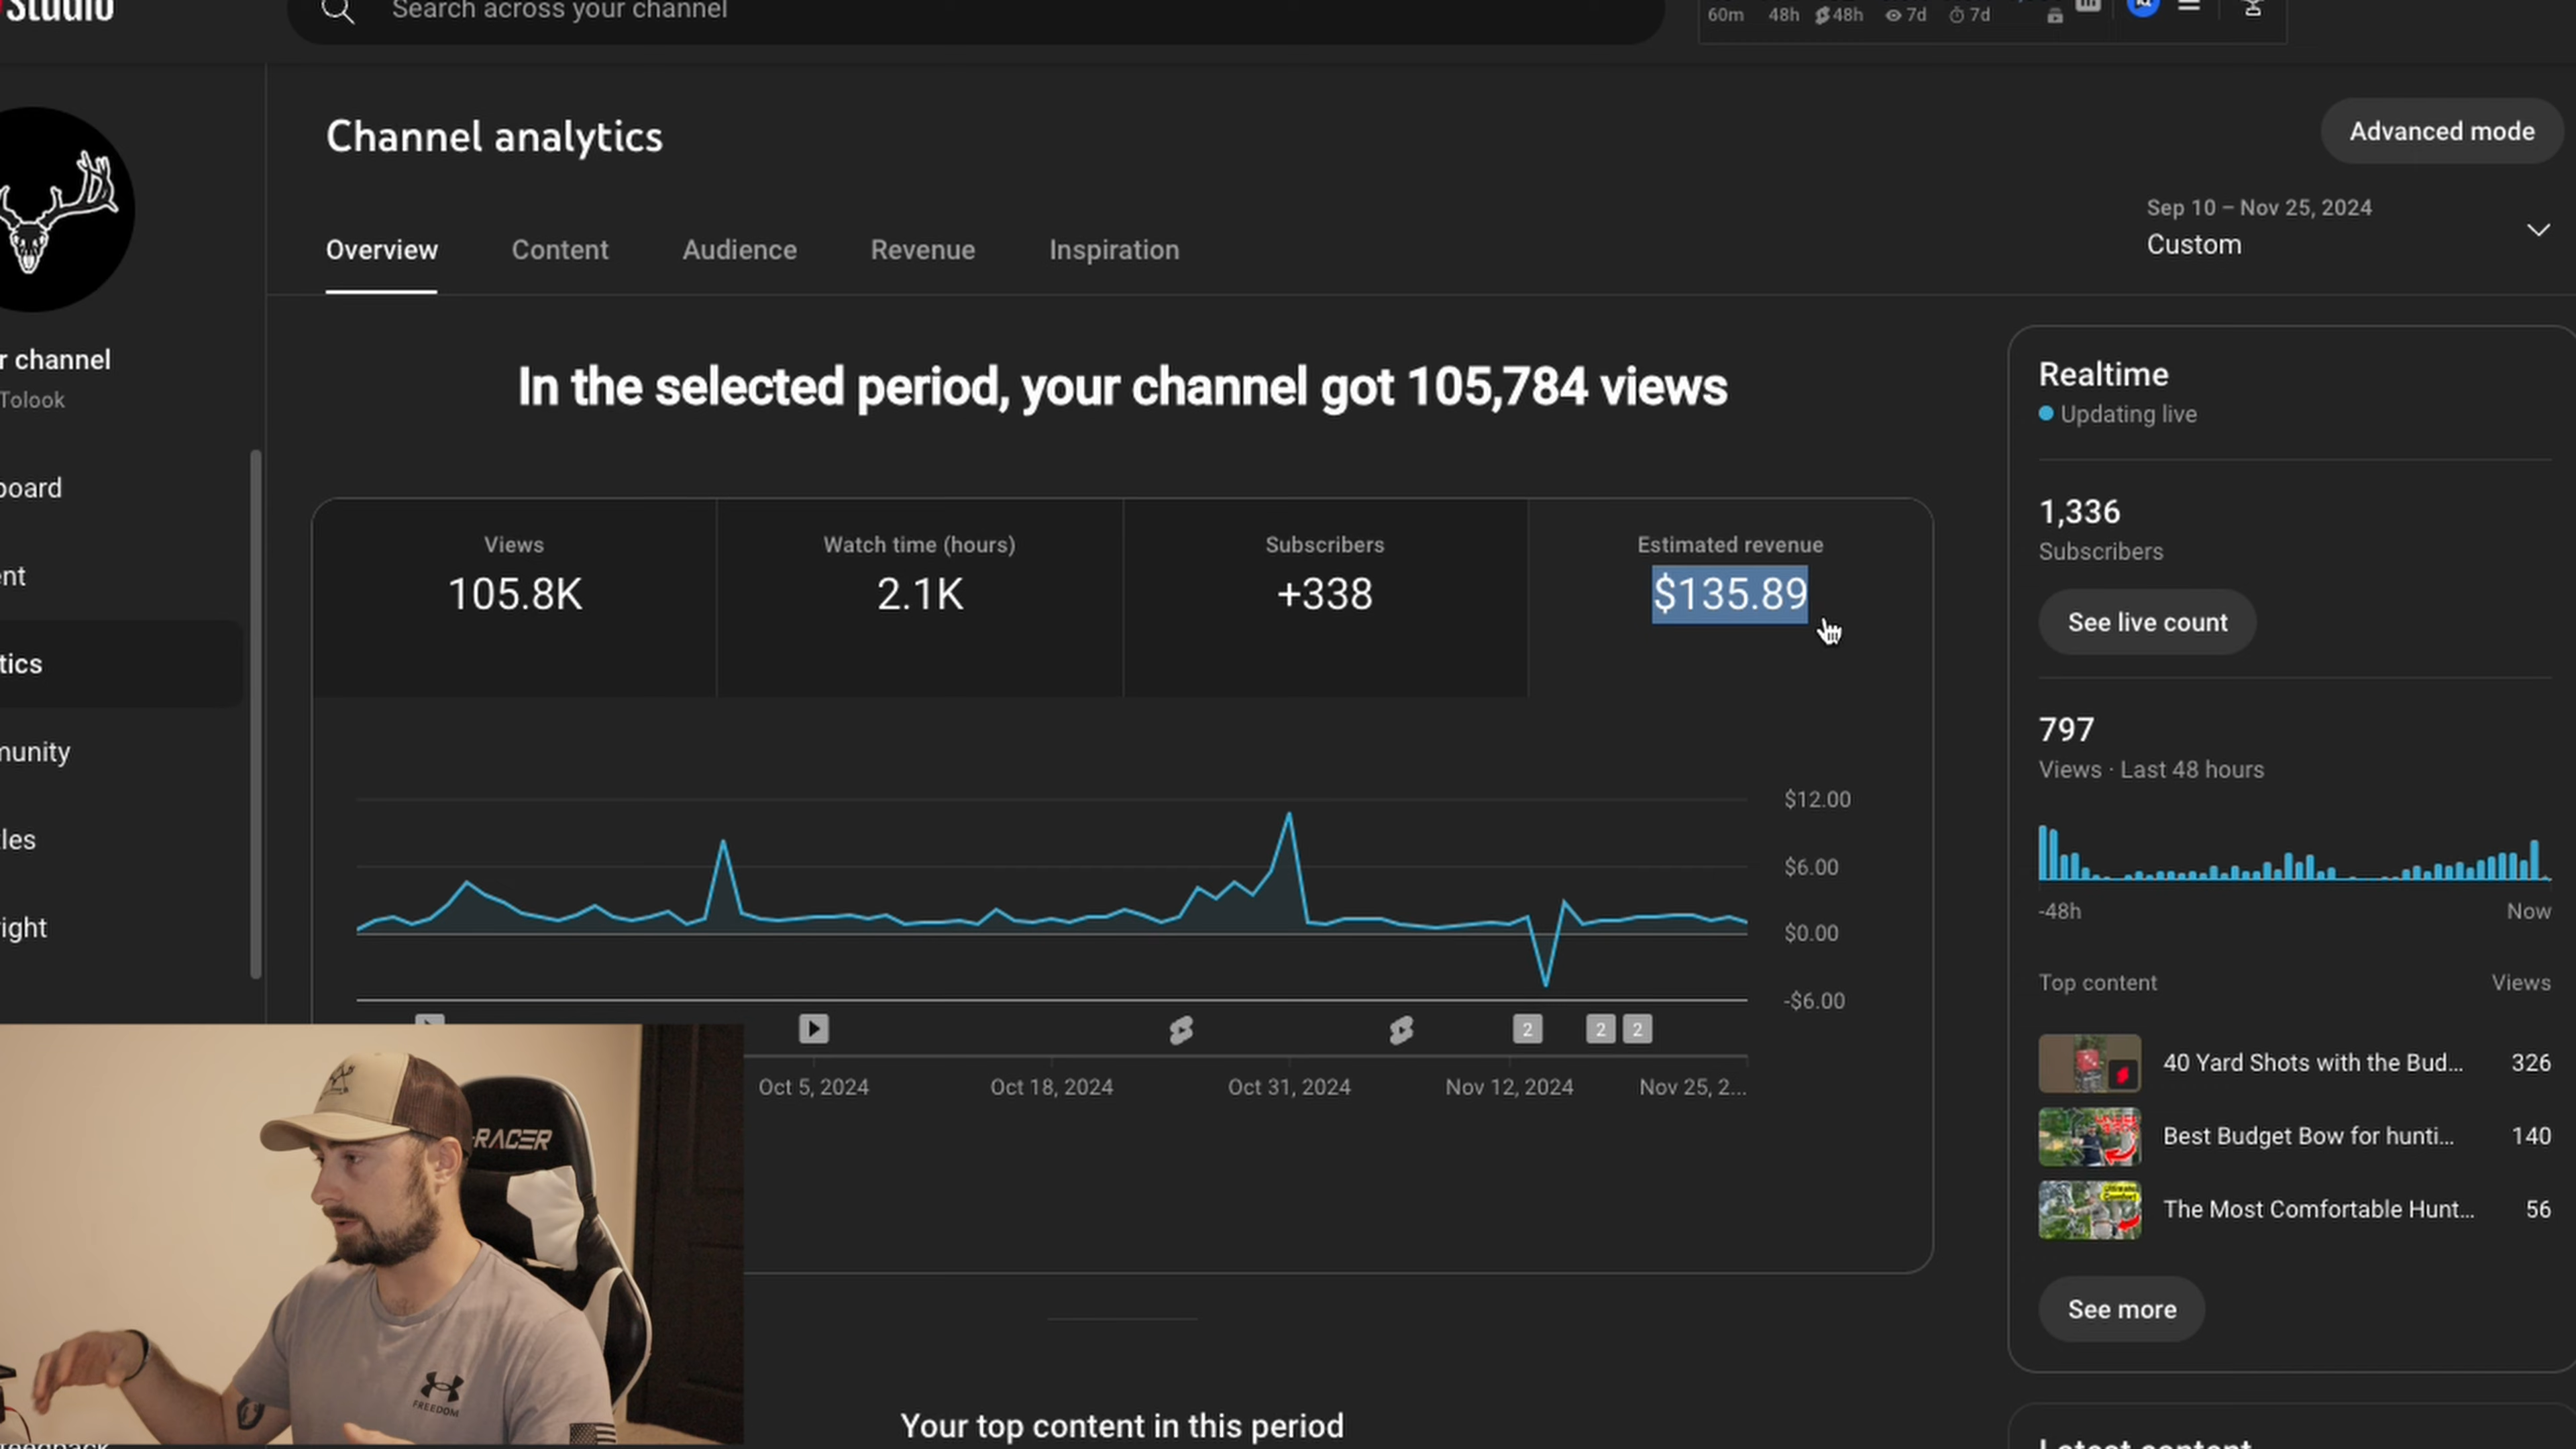 Studio
Search across your channel
60m 48h 48h 7d 7d
Channel analytics
Advanced mode
Sep 10 – Nov 25, 2024
Custom
Overview Content Audience Revenue Inspiration
r channel
Tolook
board
ent
tics
munity
les
right
In the selected period, your channel got 105,784 views
Views
105.8K
Watch time (hours)
2.1K
Subscribers
+338
Estimated revenue
$135.89
$12.00
$6.00
$0.00
-$6.00
2 2 2
Oct 5, 2024 Oct 18, 2024 Oct 31, 2024 Nov 12, 2024 Nov 25, 2...
Your top content in this period
Realtime
Updating live
1,336
Subscribers
See live count
797
Views · Last 48 hours
-48h Now
Top content Views
40 Yard Shots with the Bud... 326
Best Budget Bow for hunti... 140
The Most Comfortable Hunt... 56
See more
-RACER
FREEDOM